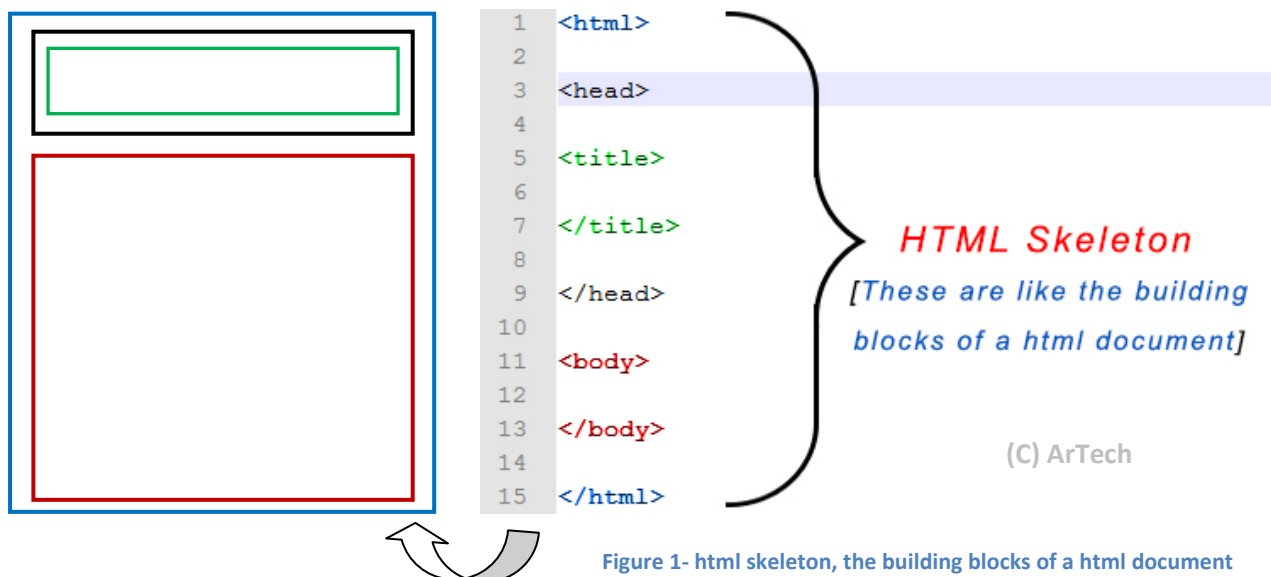 1 <html>
2
3 <head>
4
5 <title>
6
7 </title>
8
9 </head>
10
11 <body>
12
13 </body>
14
15 </html>
HTML Skeleton
[These are like the building
blocks of a html document]
(C) ArTech
Figure 1- html skeleton, the building blocks of a html document